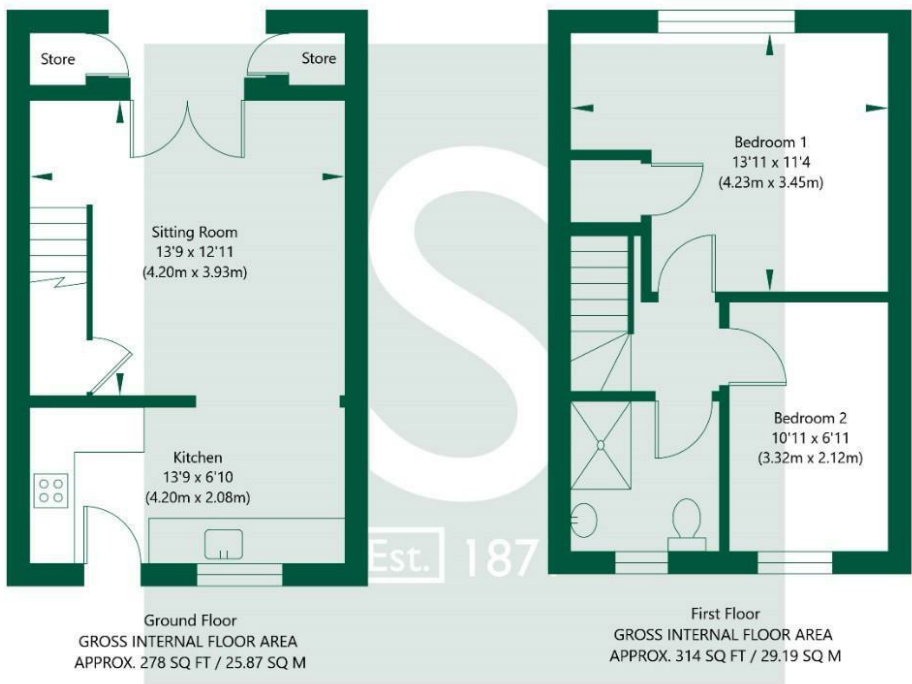 Store
Store
Sitting Room
13'9 x 12'11
(4.20m x 3.93m)
Kitchen
13'9 x 6'10
(4.20m x 2.08m)
Ground Floor
GROSS INTERNAL FLOOR AREA
APPROX. 278 SQ FT / 25.87 SQ M
Bedroom 1
13'11 x 11'4
(4.23m x 3.45m)
Bedroom 2
10'11 x 6'11
(3.32m x 2.12m)
First Floor
GROSS INTERNAL FLOOR AREA
APPROX. 314 SQ FT / 29.19 SQ M
S
Est. 187